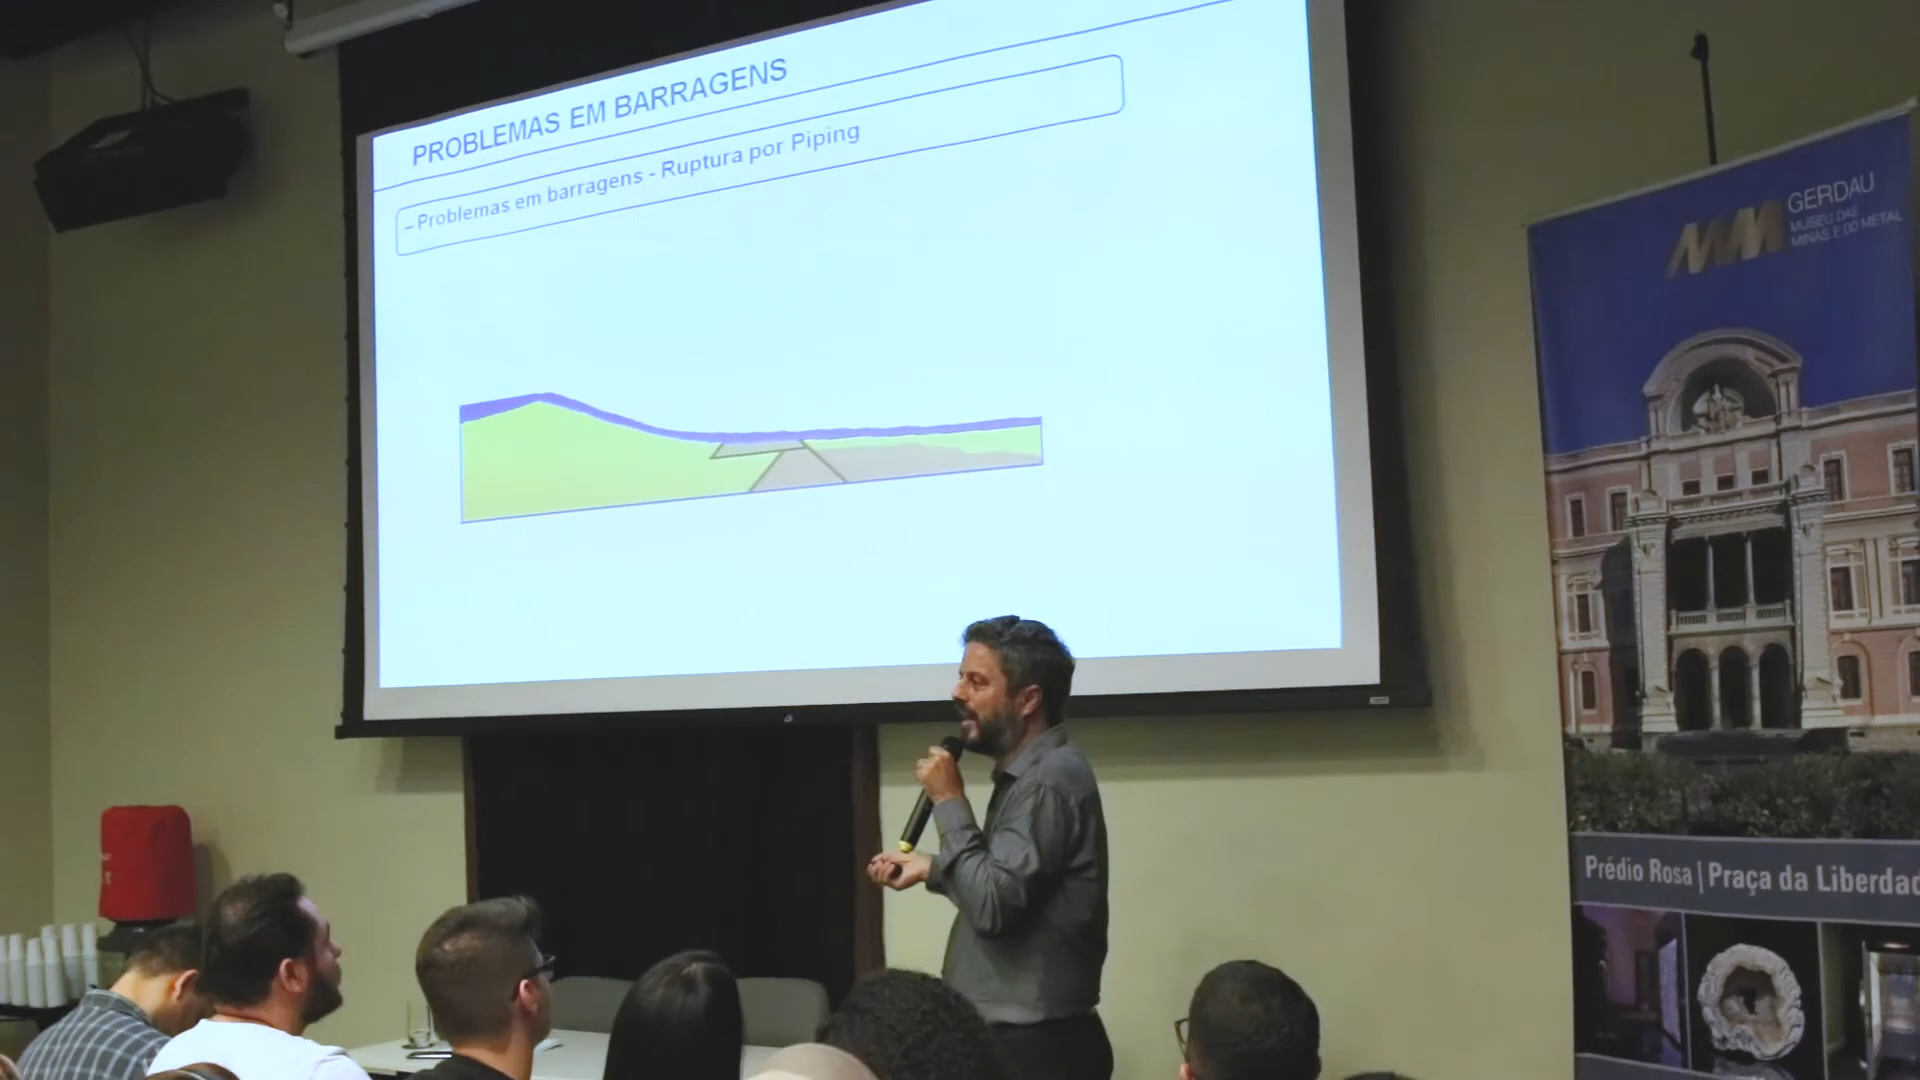 PROBLEMAS EM BARRAGENS
– Problemas em barragens - Ruptura por Piping
MM GERDAU
MUSEU DAS
MINAS E DO METAL
Prédio Rosa | Praça da Liberdad